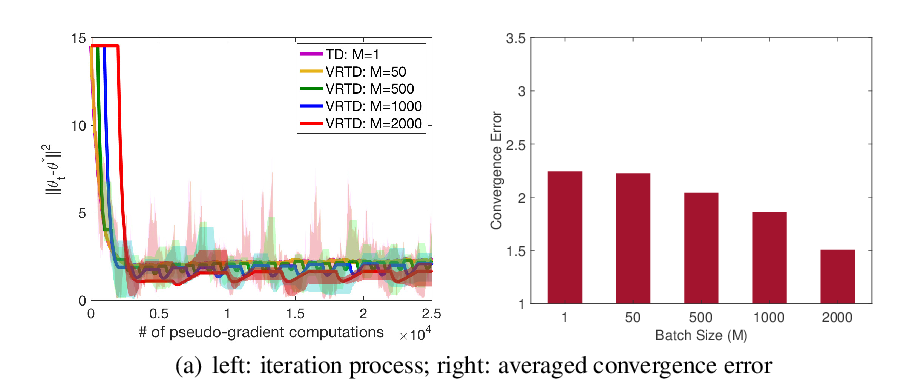 15
10
5
0
||θ_t-θ*||²
TD: M=1
VRTD: M=50
VRTD: M=500
VRTD: M=1000
VRTD: M=2000
0 0.5 1 1.5 2 2.5
# of pseudo-gradient computations ×10⁴
3.5
3
2.5
2
1.5
1
Convergence Error
1 50 500 1000 2000
Batch Size (M)
(a) left: iteration process; right: averaged convergence error